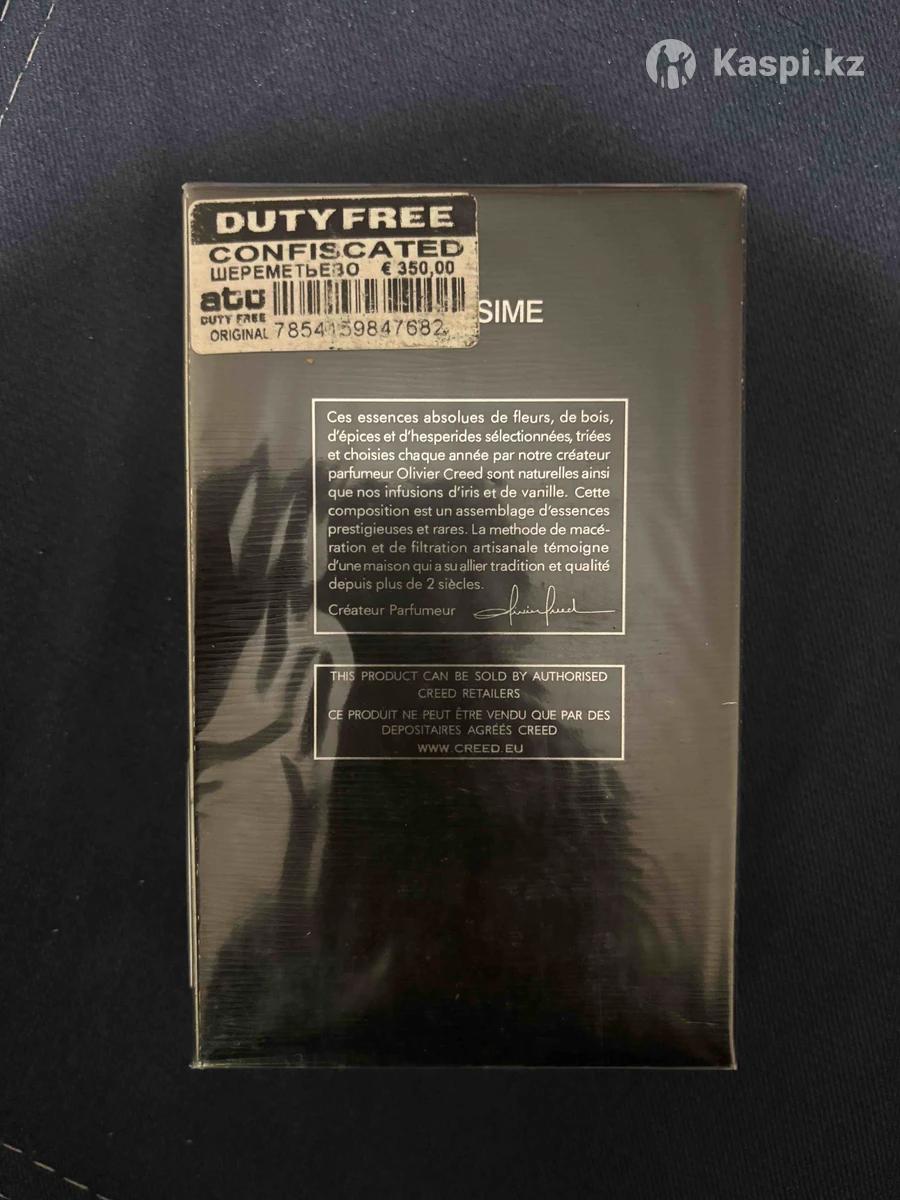 Kaspi.kz
DUTY FREE
CONFISCATED
ШЕРЕМЕТЬЕВО € 350,00
atü
DUTY FREE
ORIGINAL 7854159847682
SIME
Ces essences absolues de fleurs, de bois,
d'épices et d'hesperides sélectionnées, triées
et choisies chaque année par notre créateur
parfumeur Olivier Creed sont naturelles ainsi
que nos infusions d'iris et de vanille. Cette
composition est un assemblage d'essences
prestigieuses et rares. La methode de macé-
ration et de filtration artisanale témoigne
d'une maison qui a su allier tradition et qualité
depuis plus de 2 siècles.
Créateur Parfumeur Olivier Creed
THIS PRODUCT CAN BE SOLD BY AUTHORISED
CREED RETAILERS
CE PRODUIT NE PEUT ÊTRE VENDU QUE PAR DES
DEPOSITAIRES AGRÉÉS CREED
WWW.CREED.EU